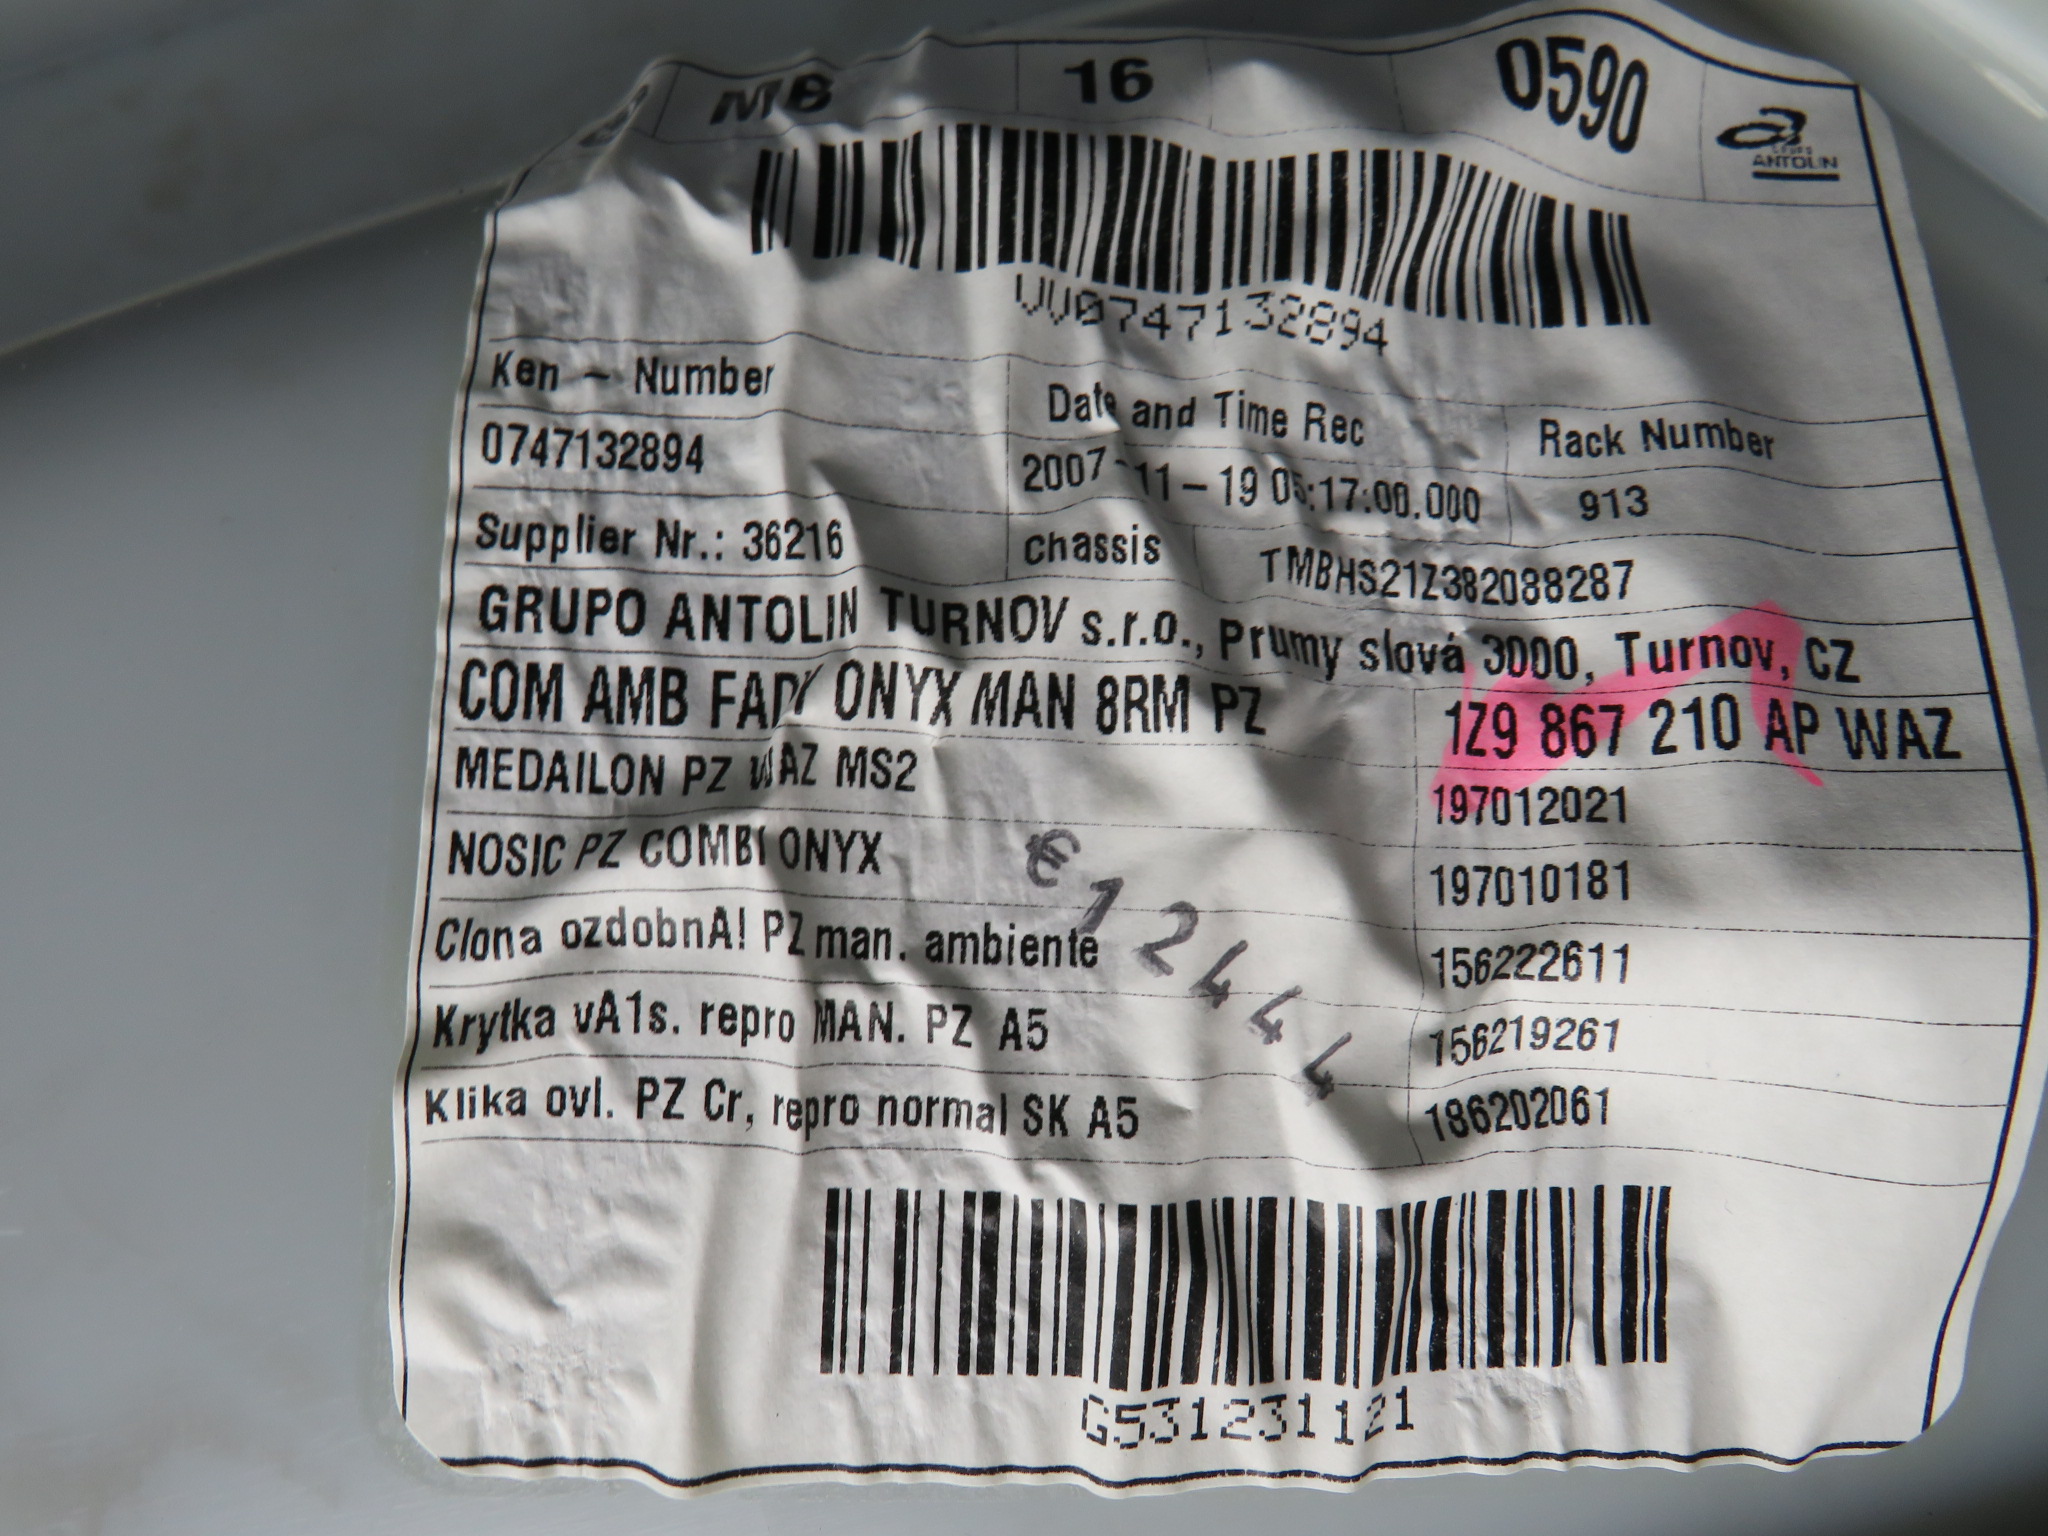 MB 16 0590
GRUPO
ANTOLIN
VV0747132894
Ken - Number Date and Time Rec Rack Number
0747132894 2007-11-19 05:17:00.000 913
Supplier Nr.: 36216 chassis TMBHS21Z382088287
GRUPO ANTOLIN TURNOV s.r.o., Prumy slová 3000, Turnov, CZ
COM AMB FADY ONYX MAN 8RM PZ 1Z9 867 210 AP WAZ
MEDAILON PZ WAZ MS2 197012021
NOSIC PZ COMBI ONYX 197010181
Clona ozdobnA! PZ man. ambiente 156222611
Krytka vA1s. repro MAN. PZ A5 156219261
Klika ovl. PZ Cr, repro normal SK A5 186202061
€ 12444
G531231121